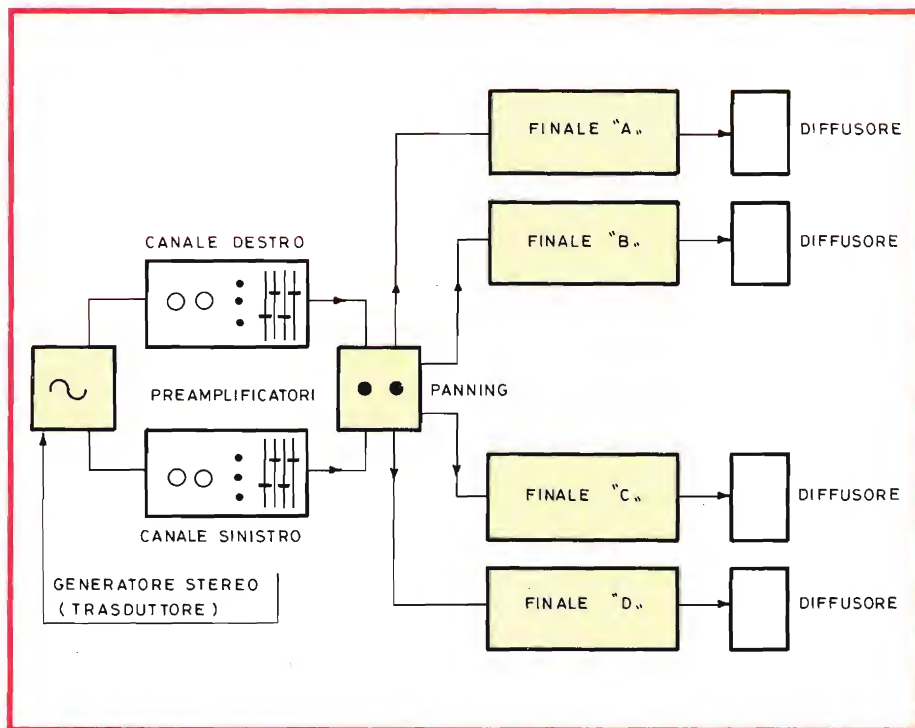 FINALE "A„
DIFFUSORE
FINALE "B„
DIFFUSORE
CANALE DESTRO
PREAMPLIFICATORI
PANNING
CANALE SINISTRO
FINALE "C„
DIFFUSORE
GENERATORE STEREO
( TRASDUTTORE )
FINALE "D„
DIFFUSORE